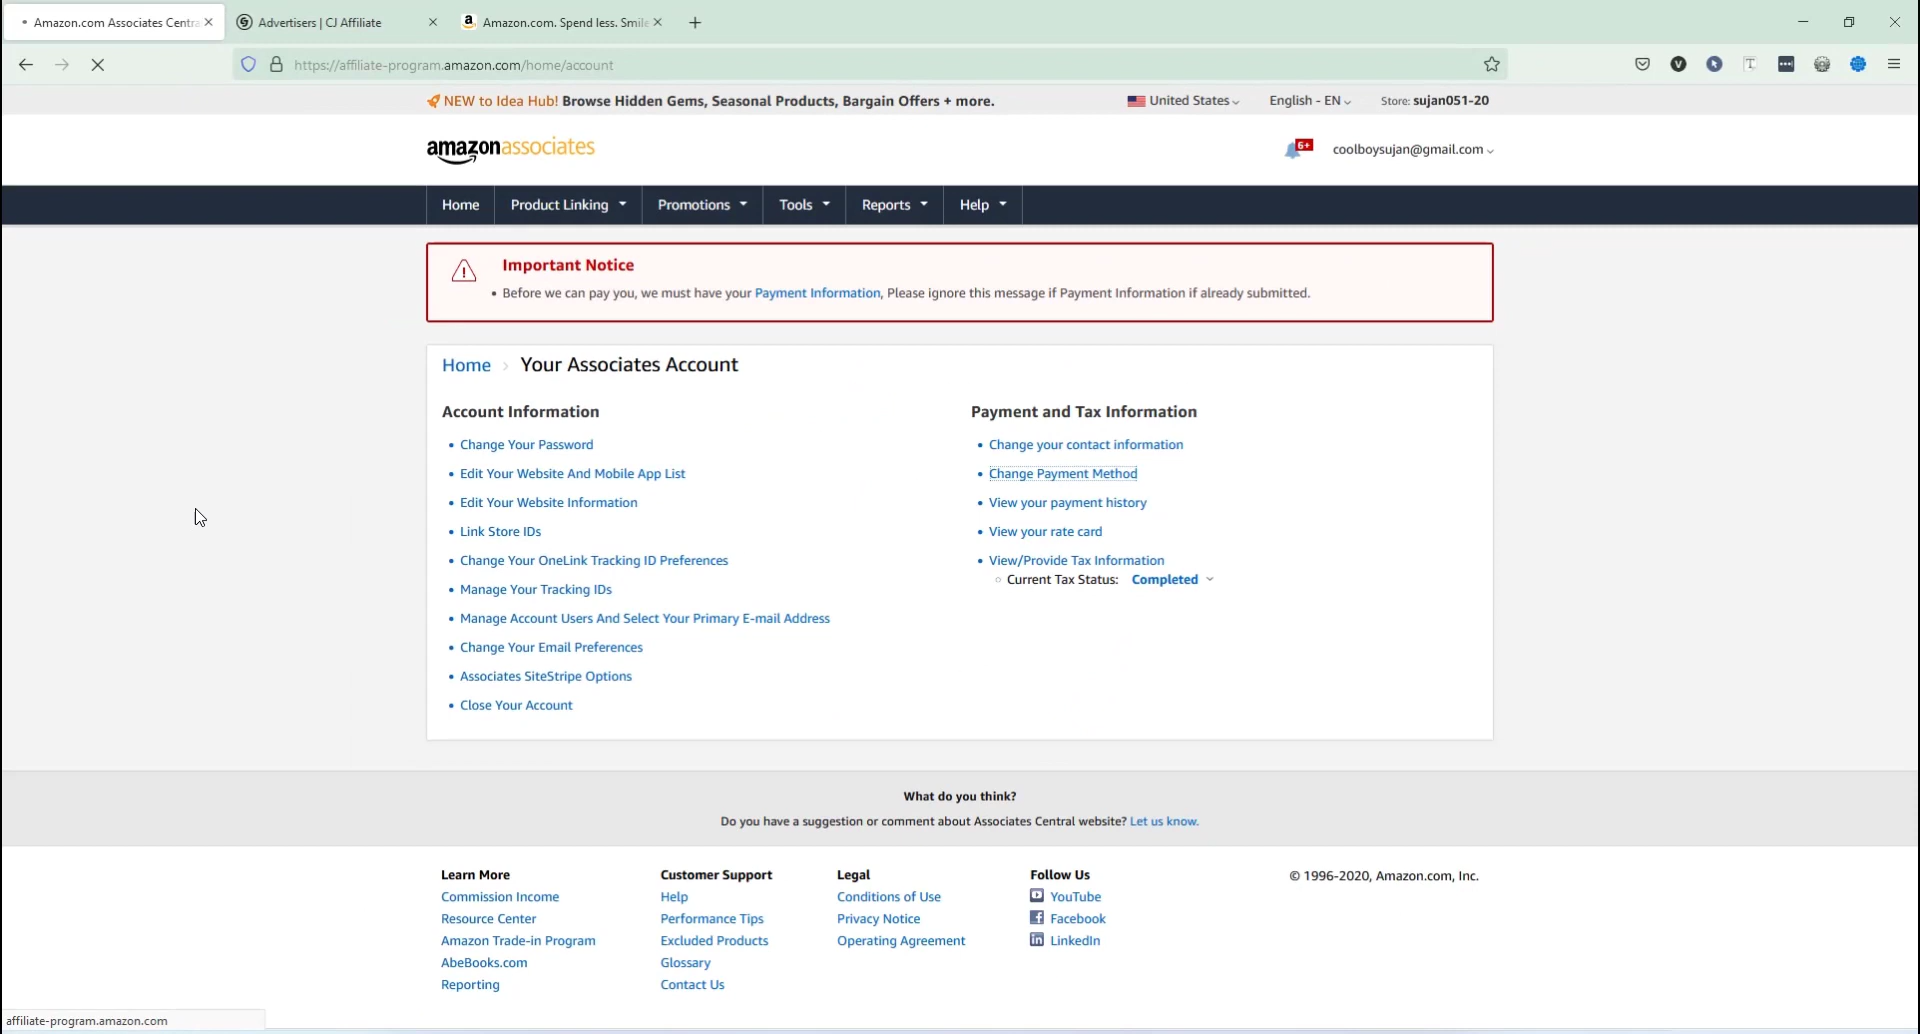 Amazon.com Associates Centra
Advertisers | CJ Affiliate
Amazon.com. Spend less. Smile
https://affiliate-program.amazon.com/home/account
NEW to Idea Hub! Browse Hidden Gems, Seasonal Products, Bargain Offers + more.
United States
English - EN
Store: sujan051-20
amazonassociates
6+
coolboysujan@gmail.com
Home
Product Linking
Promotions
Tools
Reports
Help
Important Notice
• Before we can pay you, we must have your Payment Information, Please ignore this message if Payment Information if already submitted.
Home › Your Associates Account
Account Information
• Change Your Password
• Edit Your Website And Mobile App List
• Edit Your Website Information
• Link Store IDs
• Change Your OneLink Tracking ID Preferences
• Manage Your Tracking IDs
• Manage Account Users And Select Your Primary E-mail Address
• Change Your Email Preferences
• Associates SiteStripe Options
• Close Your Account
Payment and Tax Information
• Change your contact information
• Change Payment Method
• View your payment history
• View your rate card
• View/Provide Tax Information
○ Current Tax Status: Completed
What do you think?
Do you have a suggestion or comment about Associates Central website? Let us know.
Learn More
Commission Income
Resource Center
Amazon Trade-in Program
AbeBooks.com
Reporting
Customer Support
Help
Performance Tips
Excluded Products
Glossary
Contact Us
Legal
Conditions of Use
Privacy Notice
Operating Agreement
Follow Us
YouTube
Facebook
LinkedIn
© 1996-2020, Amazon.com, Inc.
affiliate-program.amazon.com